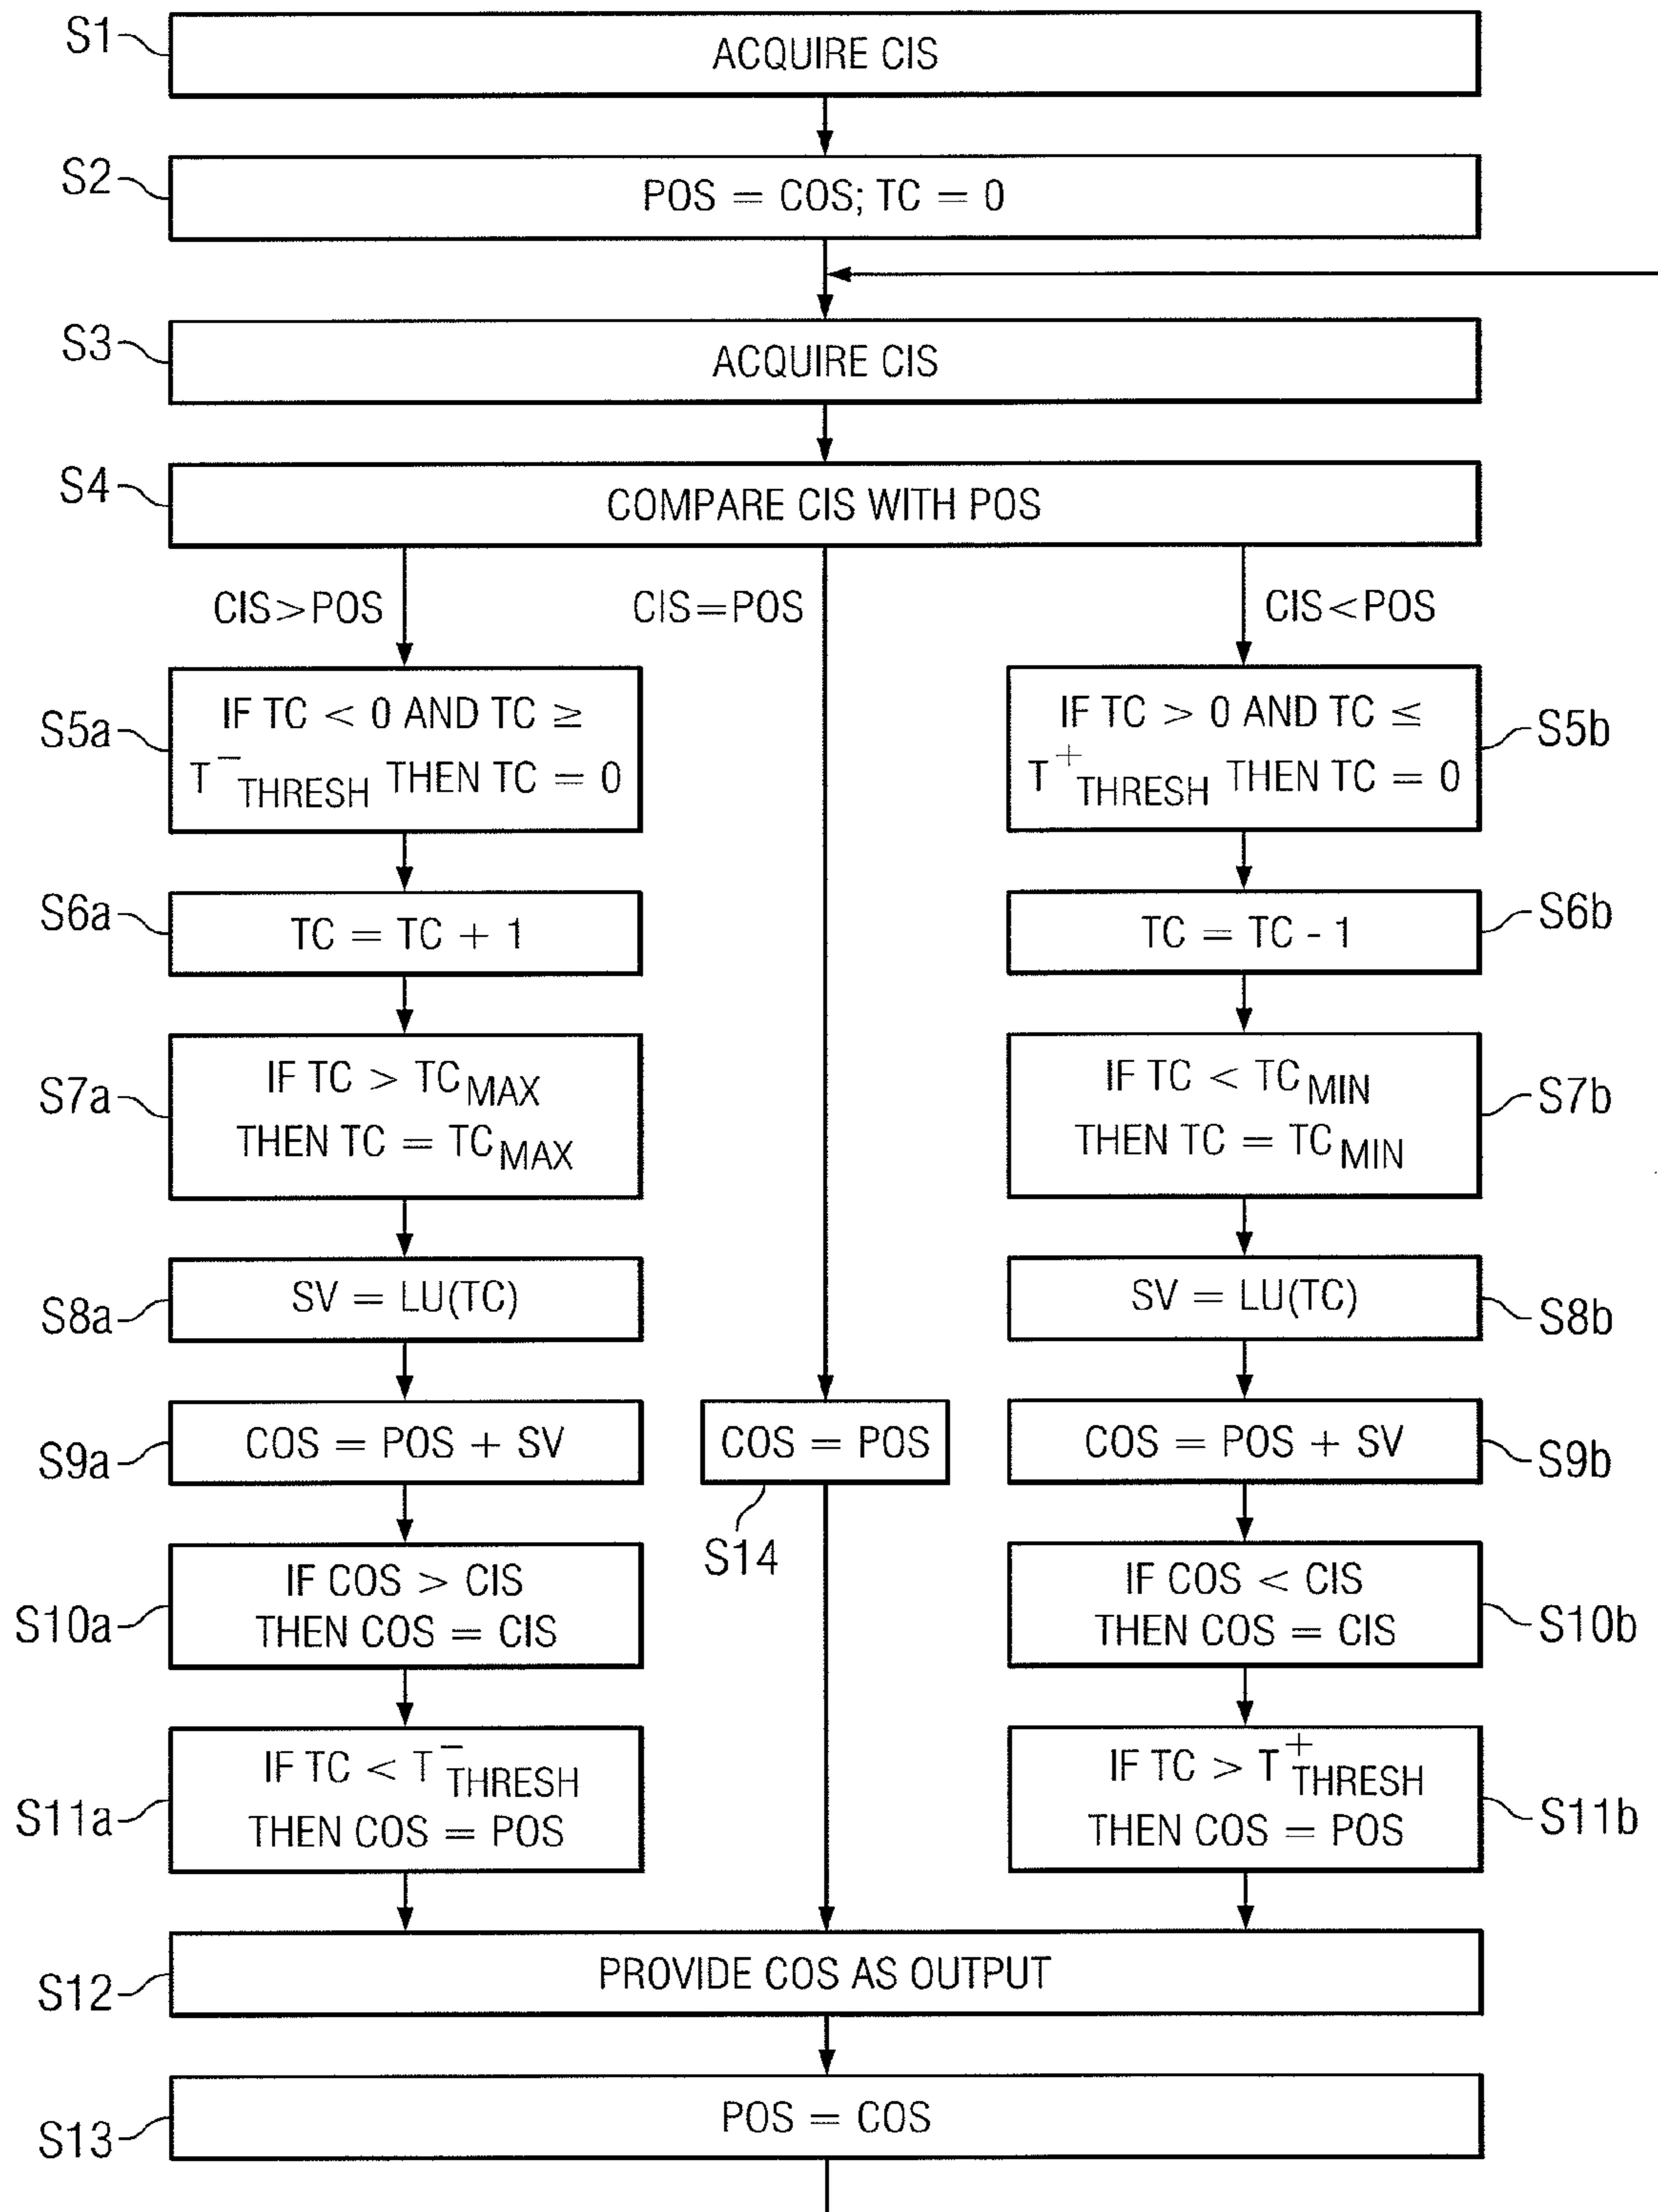 S1
ACQUIRE CIS
S2
POS = COS; TC = 0
S3
ACQUIRE CIS
S4
COMPARE CIS WITH POS
CIS>POS
CIS=POS
CIS<POS
S5a
IF TC < 0 AND TC ≥
T⁻THRESH THEN TC = 0
IF TC > 0 AND TC ≤
T⁺THRESH THEN TC = 0
S5b
S6a
TC = TC + 1
TC = TC - 1
S6b
S7a
IF TC > TCMAX
THEN TC = TCMAX
IF TC < TCMIN
THEN TC = TCMIN
S7b
S8a
SV = LU(TC)
SV = LU(TC)
S8b
S9a
COS = POS + SV
COS = POS
S14
COS = POS + SV
S9b
S10a
IF COS > CIS
THEN COS = CIS
IF COS < CIS
THEN COS = CIS
S10b
S11a
IF TC < T⁻THRESH
THEN COS = POS
IF TC > T⁺THRESH
THEN COS = POS
S11b
S12
PROVIDE COS AS OUTPUT
S13
POS = COS